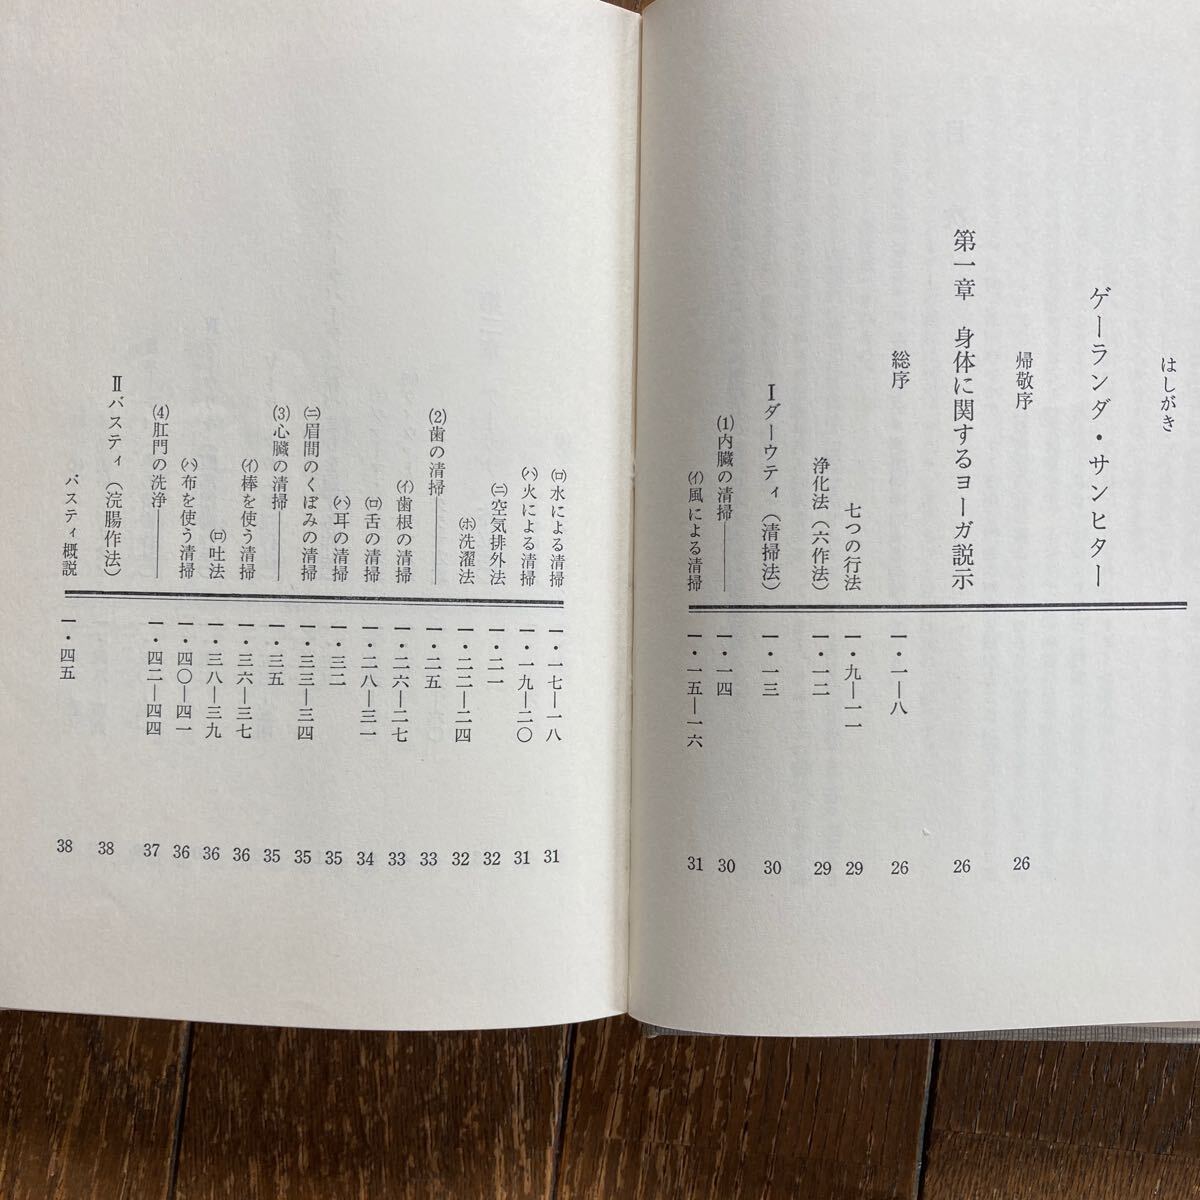 はしがき
ゲーランダ・サンヒター
帰敬序 26
第一章 身体に関するヨーガ説示 26
総序 一・一―八 26
七つの行法 一・九―一一 29
浄化法(六作法) 一・一二 29
Ⅰダーウティ(清掃法) 一・一三 30
(1)内臓の清掃―― 一・一四 30
(イ)風による清掃 一・一五―一六 31
(ロ)水による清掃 一・一七―一八 31
(ハ)火による清掃 一・一九―二〇 31
(ニ)空気排外法 一・二一 32
(ホ)洗濯法 一・二二―二四 32
(2)歯の清掃―― 一・二五 33
(イ)歯根の清掃 一・二六―二七 33
(ロ)舌の清掃 一・二八―三一 34
(ハ)耳の清掃 一・三二 35
(ニ)眉間のくぼみの清掃 一・三三―三四 35
(3)心臓の清掃―― 一・三五 35
(イ)棒を使う清掃 一・三六―三七 36
(ロ)吐法 一・三八―三九 36
(ハ)布を使う清掃 一・四〇―四一 36
(4)肛門の洗浄―― 一・四二―四四 37
Ⅱバスティ(浣腸作法) 38
バスティ概説 一・四五 38